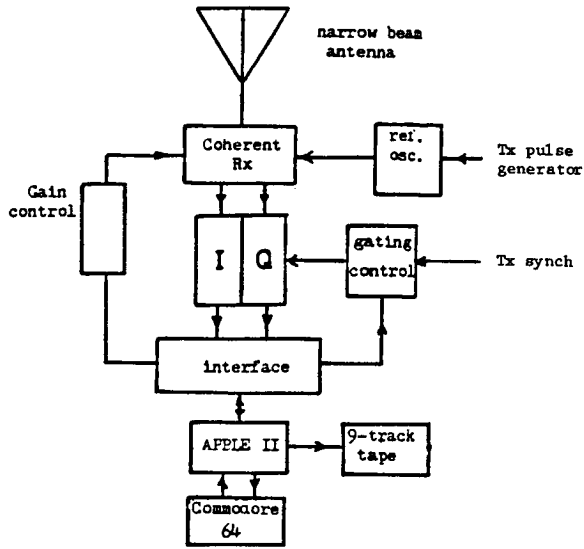 narrow beam
antenna
Coherent
Rx
ref.
osc.
Tx pulse
generator
Gain
control
I Q
gating
control
Tx synch
interface
APPLE II
9-track
tape
Commodore
64